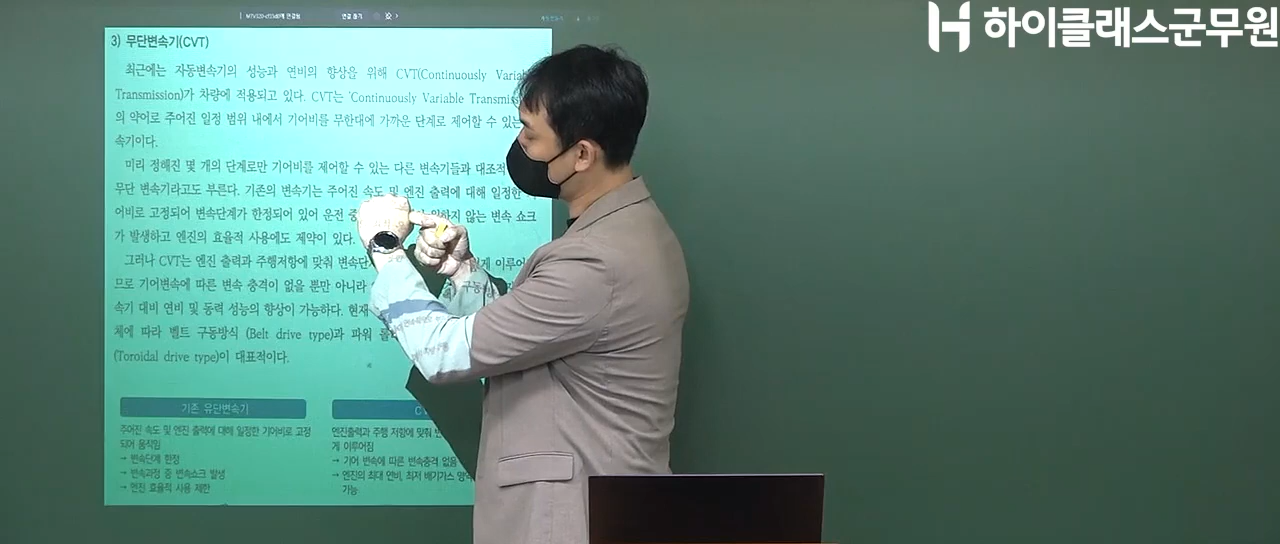 연결 끊기
하이클래스군무원
3) 무단변속기(CVT)
최근에는 자동변속기의 성능과 연비의 향상을 위해 CVT(Continuously
Transmission)가 차량에 적용되고 있다. CVT는 'Continuously Variable
의 약어로 주어진 일정 범위 내에서 기어비를 무한대에 가까운 단계로 제어할 수 있는
속기이다.
미리 정해진 몇 개의 단계로만 기어비를 제어할 수 있는 다른 변속기들과
무단 변속기라고도 부른다. 기존의 변속기는 주어진 속도 및 엔진 출력에 대해 일정한
어비로 고정되어 변속단계가 한정되어 있어 운전 않는 변속 쇼크
가 발생하고 엔진의 효율적 사용에도 제약이 있다.
그러나 CVT는 엔진 출력과 주행저항에 맞춰
므로 기어변속에 따른 변속 충격이 없을 뿐만 아니라
속기 대비 연비 및 동력 성능의 향상이 가능하다.
체에 따라 벨트 구동방식 (Belt drive type)과 파워
(Toroidal drive type)이 대표적이다.
기존 유단변속기
주어진 속도 및 엔진 출력에 대해 일정한 기어비로 고정
되어 움직임
→ 변속단계 한정
→ 변속과정 중 변속쇼크 발생
→ 엔진 효율적 사용 제한
엔진출력과 주행 저항에 맞춰
게 이루어짐
→ 기어 변속에 따른 변속충격 없음
→ 엔진의 최대 연비, 최저 배기가스
가능